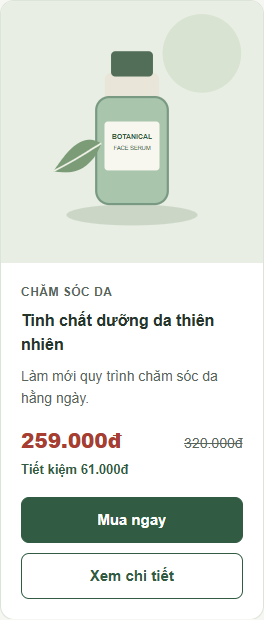 BOTANICAL
FACE SERUM
CHĂM SÓC DA
Tinh chất dưỡng da thiên
nhiên
Làm mới quy trình chăm sóc da
hằng ngày.
259.000đ 320.000đ
Tiết kiệm 61.000đ
Mua ngay
Xem chi tiết